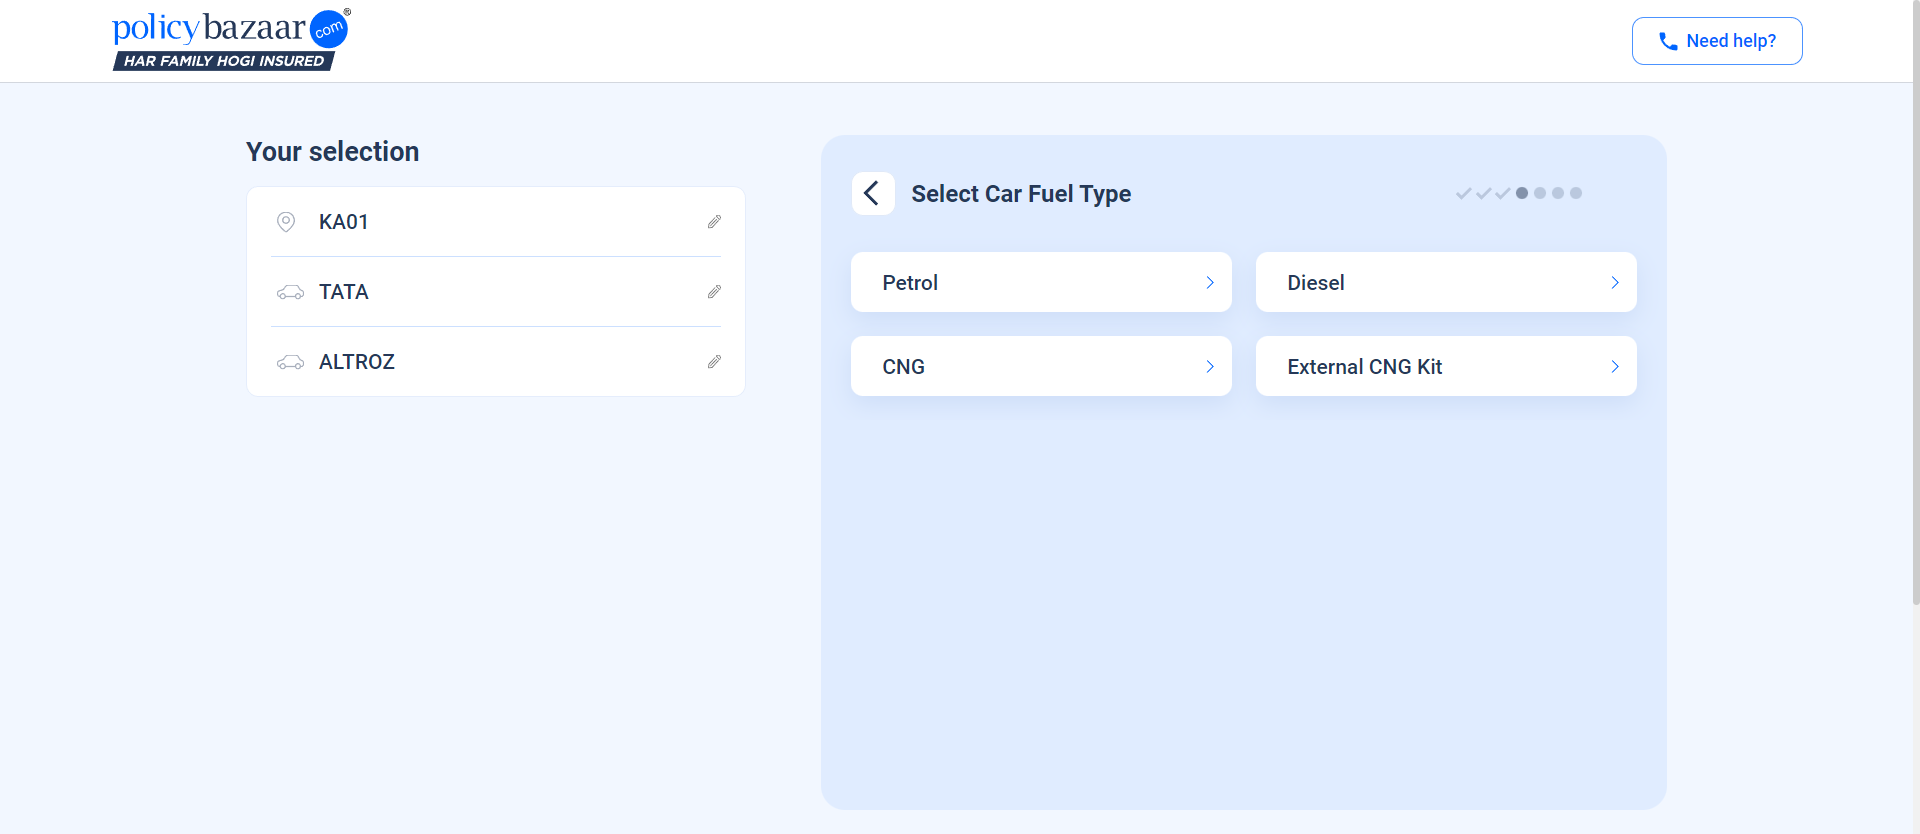 policybazaar.com®
HAR FAMILY HOGI INSURED
Need help?
Your selection
KA01
TATA
ALTROZ
Select Car Fuel Type
Petrol
Diesel
CNG
External CNG Kit